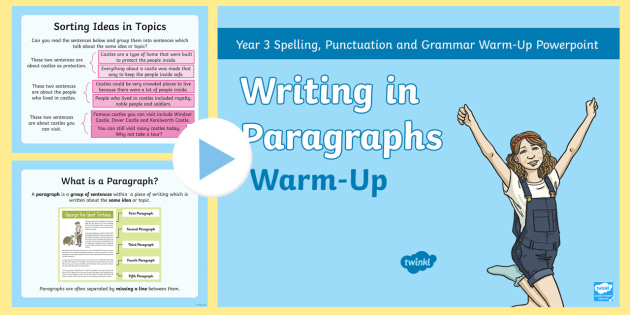 Sorting Ideas in Topics
Can you read the sentences below and group them into sentences which
talk about the same idea or topic?
These two sentences are
about castles as protection.
Castles are a type of home that were built
to protect the people inside.
Everything about a castle was made that
way to keep the people inside safe.
These two sentences
are about the people
who lived in castles.
Castles could be very crowded places to live
because there were a lot of people inside.
People who lived in castles included royalty,
noble people and soldiers.
These two sentences
are about castles you
can visit.
Famous castles you can visit include Windsor
Castle, Dover Castle and Kenilworth Castle.
You can still visit many castles today.
Why not take a tour?
What is a Paragraph?
A paragraph is a group of sentences within a piece of writing which is
written about the same idea or topic.
George the Giant Tortoise
First Paragraph
Second Paragraph
Third Paragraph
Fourth Paragraph
Fifth Paragraph
Paragraphs are often separated by missing a line between them.
Year 3 Spelling, Punctuation and Grammar Warm-Up Powerpoint
Writing in
Paragraphs
Warm-Up
twinkl